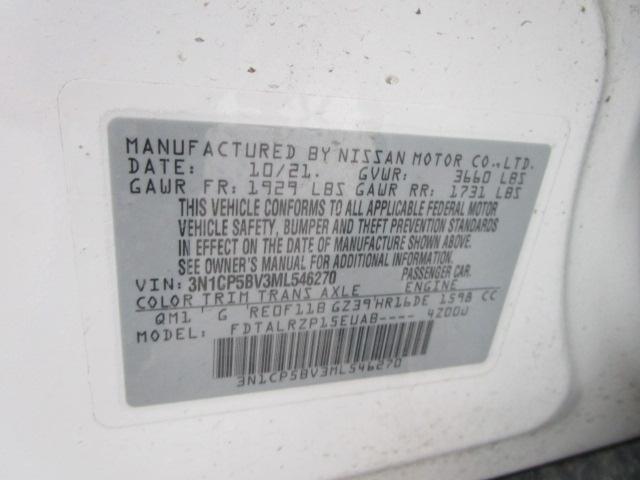 MANUFACTURED BY NISSAN MOTOR CO.,LTD.
DATE: 10/21. GVWR: 3660 LBS
GAWR FR: 1929 LBS GAWR RR: 1731 LBS
THIS VEHICLE CONFORMS TO ALL APPLICABLE FEDERAL MOTOR
VEHICLE SAFETY, BUMPER AND THEFT PREVENTION STANDARDS
IN EFFECT ON THE DATE OF MANUFACTURE SHOWN ABOVE.
SEE OWNER'S MANUAL FOR ADDITIONAL INFORMATION
VIN: 3N1CP5BV3ML546270 PASSENGER CAR
COLOR TRIM TRANS AXLE ENGINE
QM1 G RE0F11B GZ39 HR16DE 1598 CC
MODEL: FDTALRZP15EUAB---- 4Z00U
3N1CP5BV3ML546270